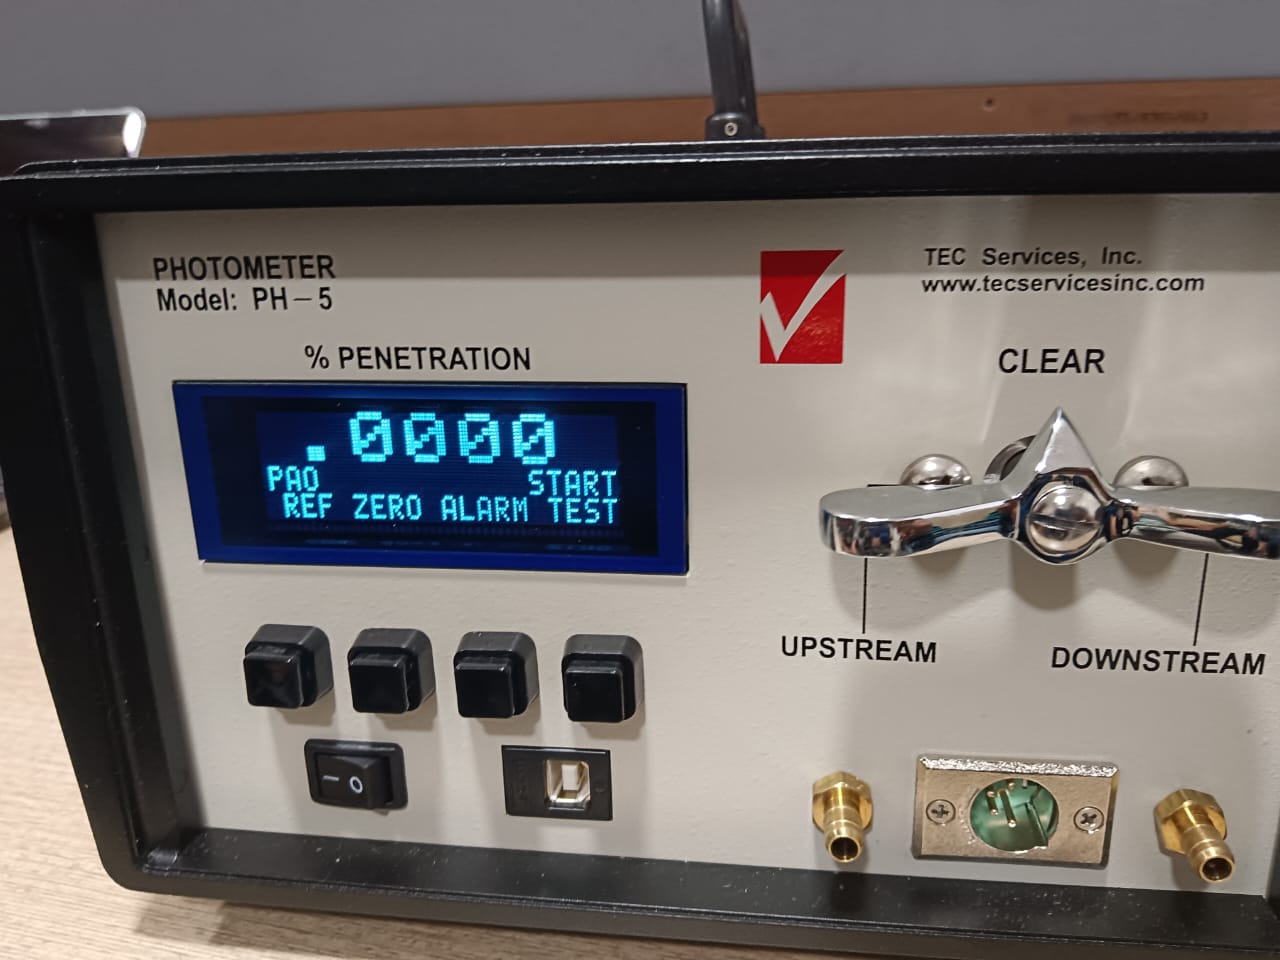 PHOTOMETER
Model: PH-5
TEC Services, Inc.
www.tecservicesinc.com
% PENETRATION
CLEAR
.0000
PAO START
REF ZERO ALARM TEST
UPSTREAM
DOWNSTREAM